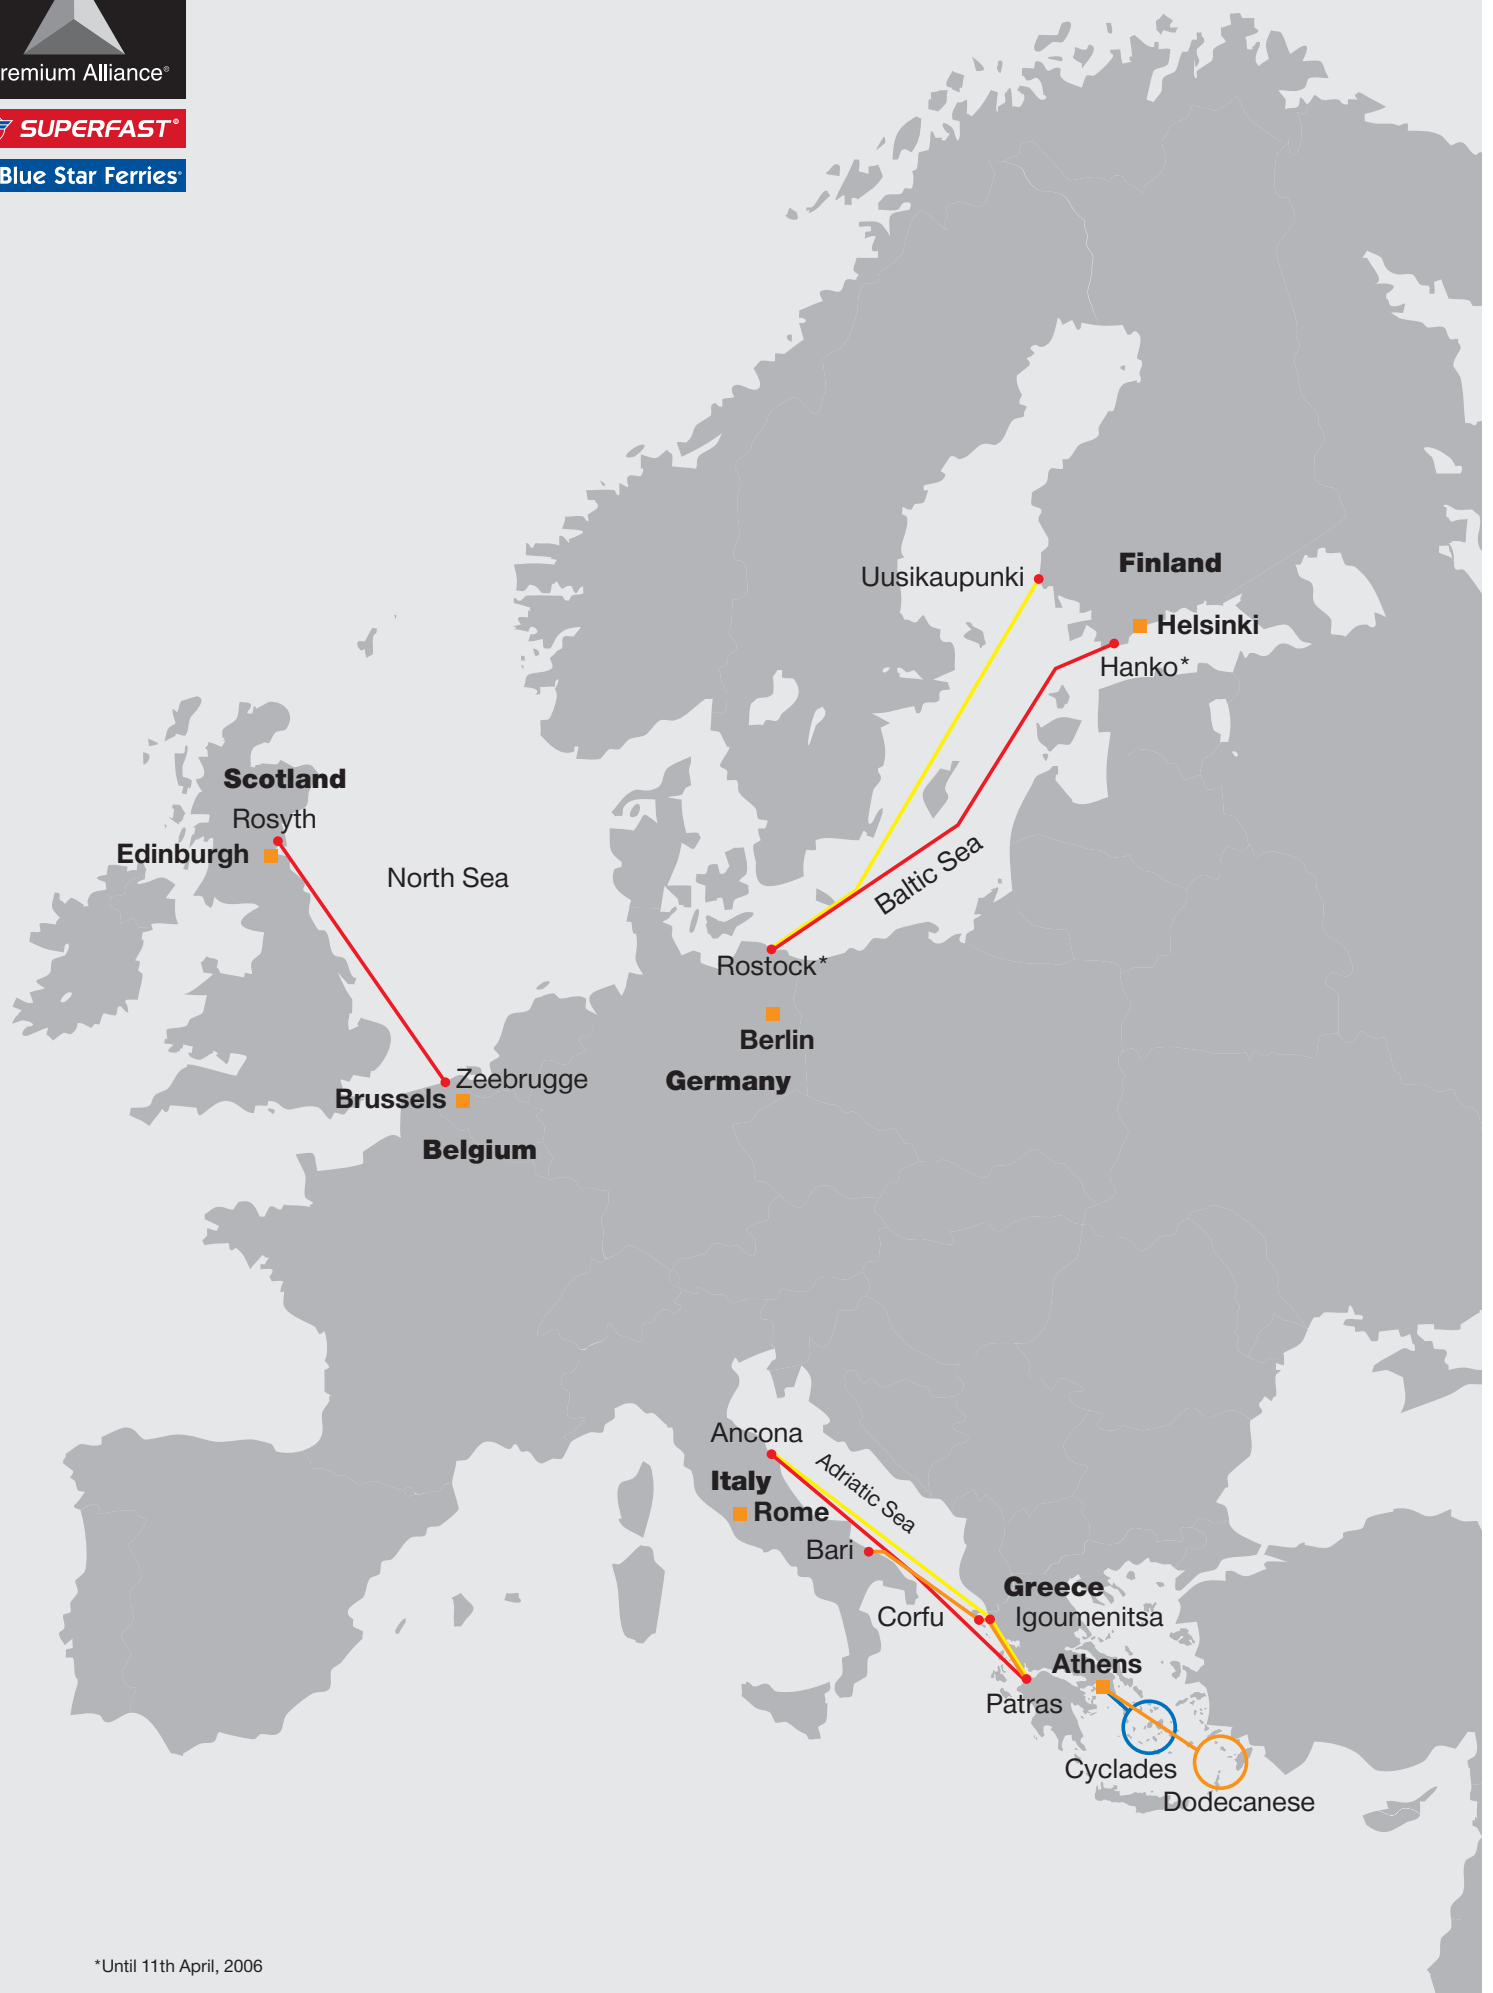 remium Alliance®
SUPERFAST®
Blue Star Ferries
Uusikaupunki
Finland
Helsinki
Hanko*
Scotland
Rosyth
Edinburgh
North Sea
Baltic Sea
Rostock*
Berlin
Germany
Zeebrugge
Brussels
Belgium
Ancona
Adriatic Sea
Italy
Rome
Bari
Greece
Corfu
Igoumenitsa
Athens
Patras
Cyclades
Dodecanese
*Until 11th April, 2006